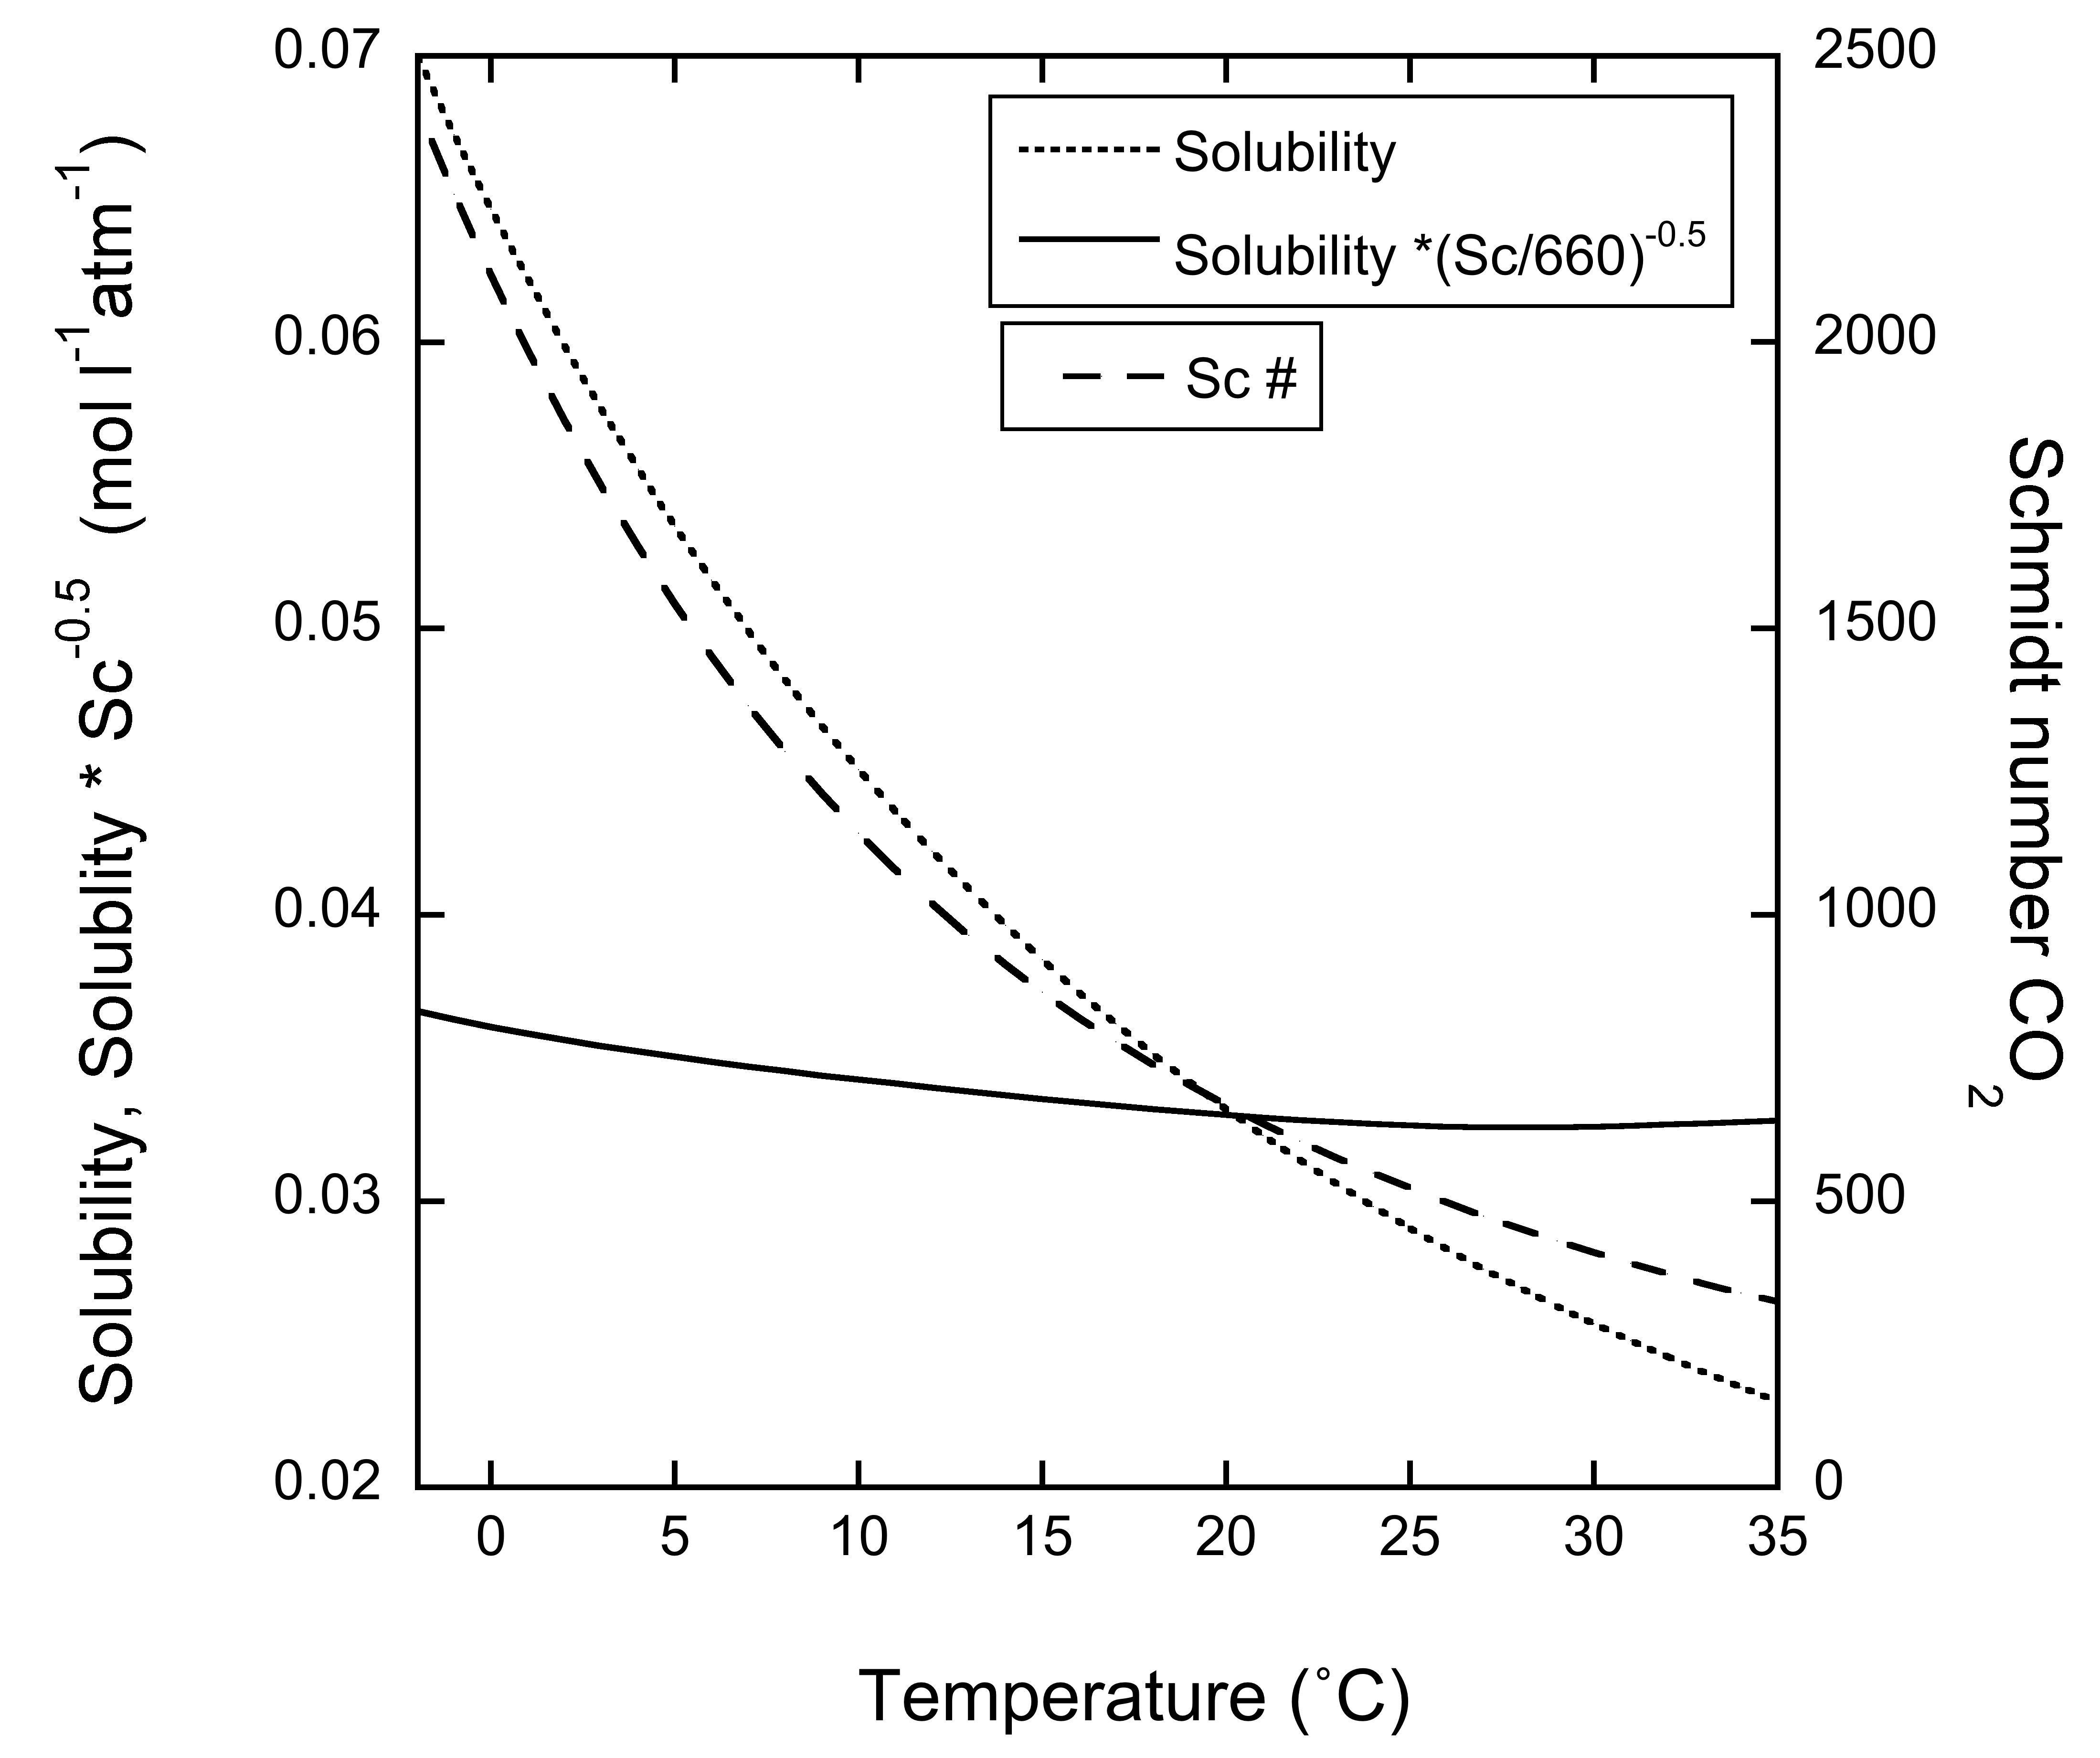 Solubility, Solublity * Sc-0.5 (mol l-1 atm-1)
0.07
0.06
0.05
0.04
0.03
0.02
Solubility
Solubility *(Sc/660)-0.5
Sc #
2500
2000
1500
1000
500
0
Schmidt number CO2
0 5 10 15 20 25 30 35
Temperature (˚C)